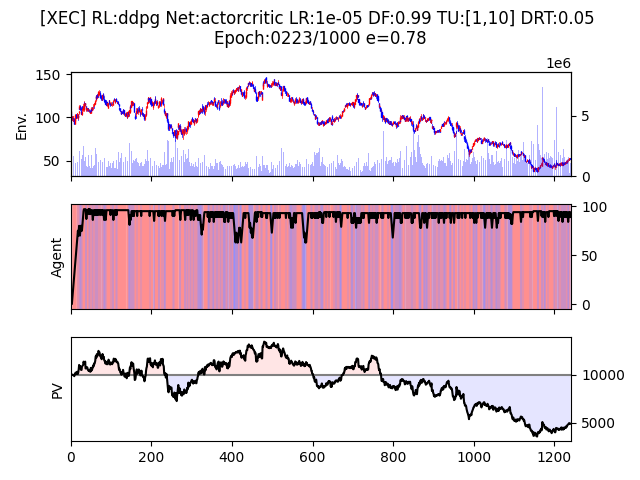 [XEC] RL:ddpg Net:actorcritic LR:1e-05 DF:0.99 TU:[1,10] DRT:0.05
Epoch:0223/1000 e=0.78
1e6
150
100
50
Env.
5
0
Agent
100
50
0
PV
10000
5000
0 200 400 600 800 1000 1200